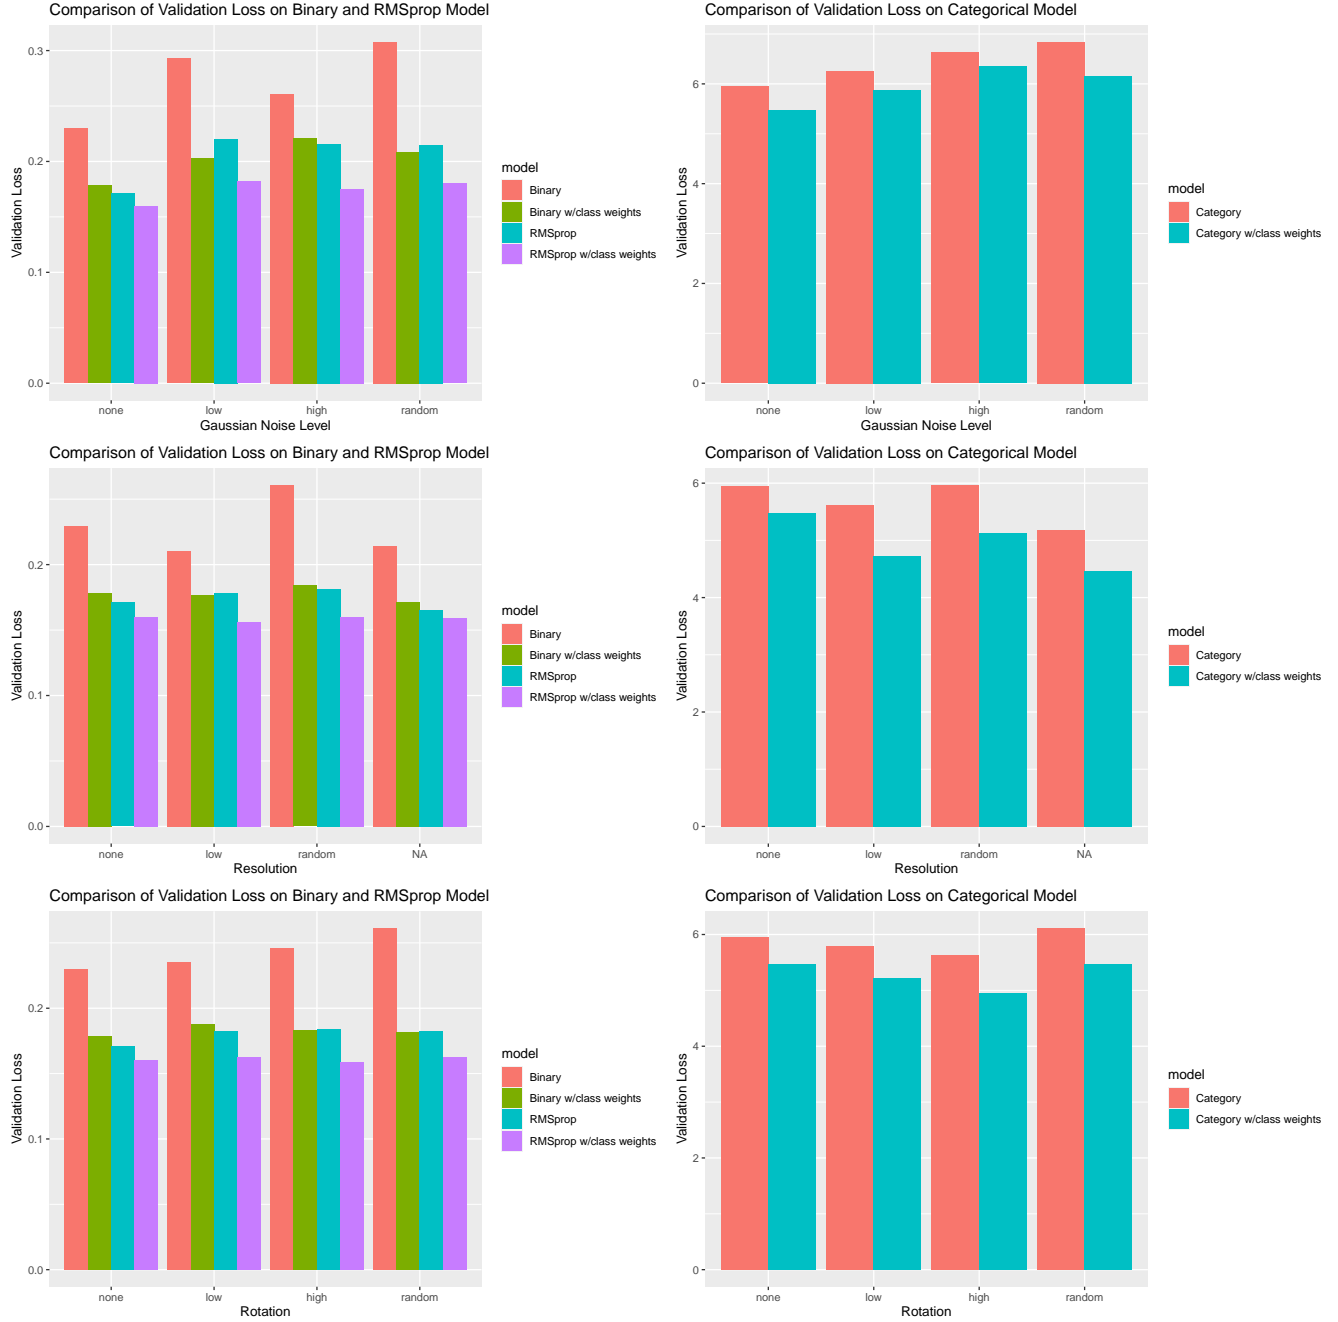 Comparison of Validation Loss on Binary and RMSprop Model
Validation Loss
0.3
0.2
0.1
0.0
none low high random
Gaussian Noise Level
model
Binary
Binary w/class weights
RMSprop
RMSprop w/class weights
Comparison of Validation Loss on Categorical Model
Validation Loss
6
4
2
0
none low high random
Gaussian Noise Level
model
Category
Category w/class weights
Comparison of Validation Loss on Binary and RMSprop Model
Validation Loss
0.2
0.1
0.0
none low random NA
Resolution
model
Binary
Binary w/class weights
RMSprop
RMSprop w/class weights
Comparison of Validation Loss on Categorical Model
Validation Loss
6
4
2
0
none low random NA
Resolution
model
Category
Category w/class weights
Comparison of Validation Loss on Binary and RMSprop Model
Validation Loss
0.2
0.1
0.0
none low high random
Rotation
model
Binary
Binary w/class weights
RMSprop
RMSprop w/class weights
Comparison of Validation Loss on Categorical Model
Validation Loss
6
4
2
0
none low high random
Rotation
model
Category
Category w/class weights